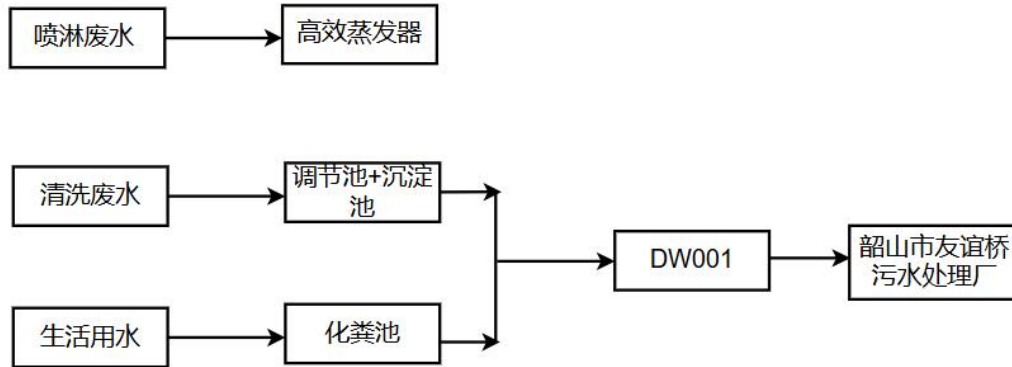 喷淋废水
高效蒸发器
清洗废水
调节池+沉淀
池
DW001
韶山市友谊桥
污水处理厂
生活用水
化粪池